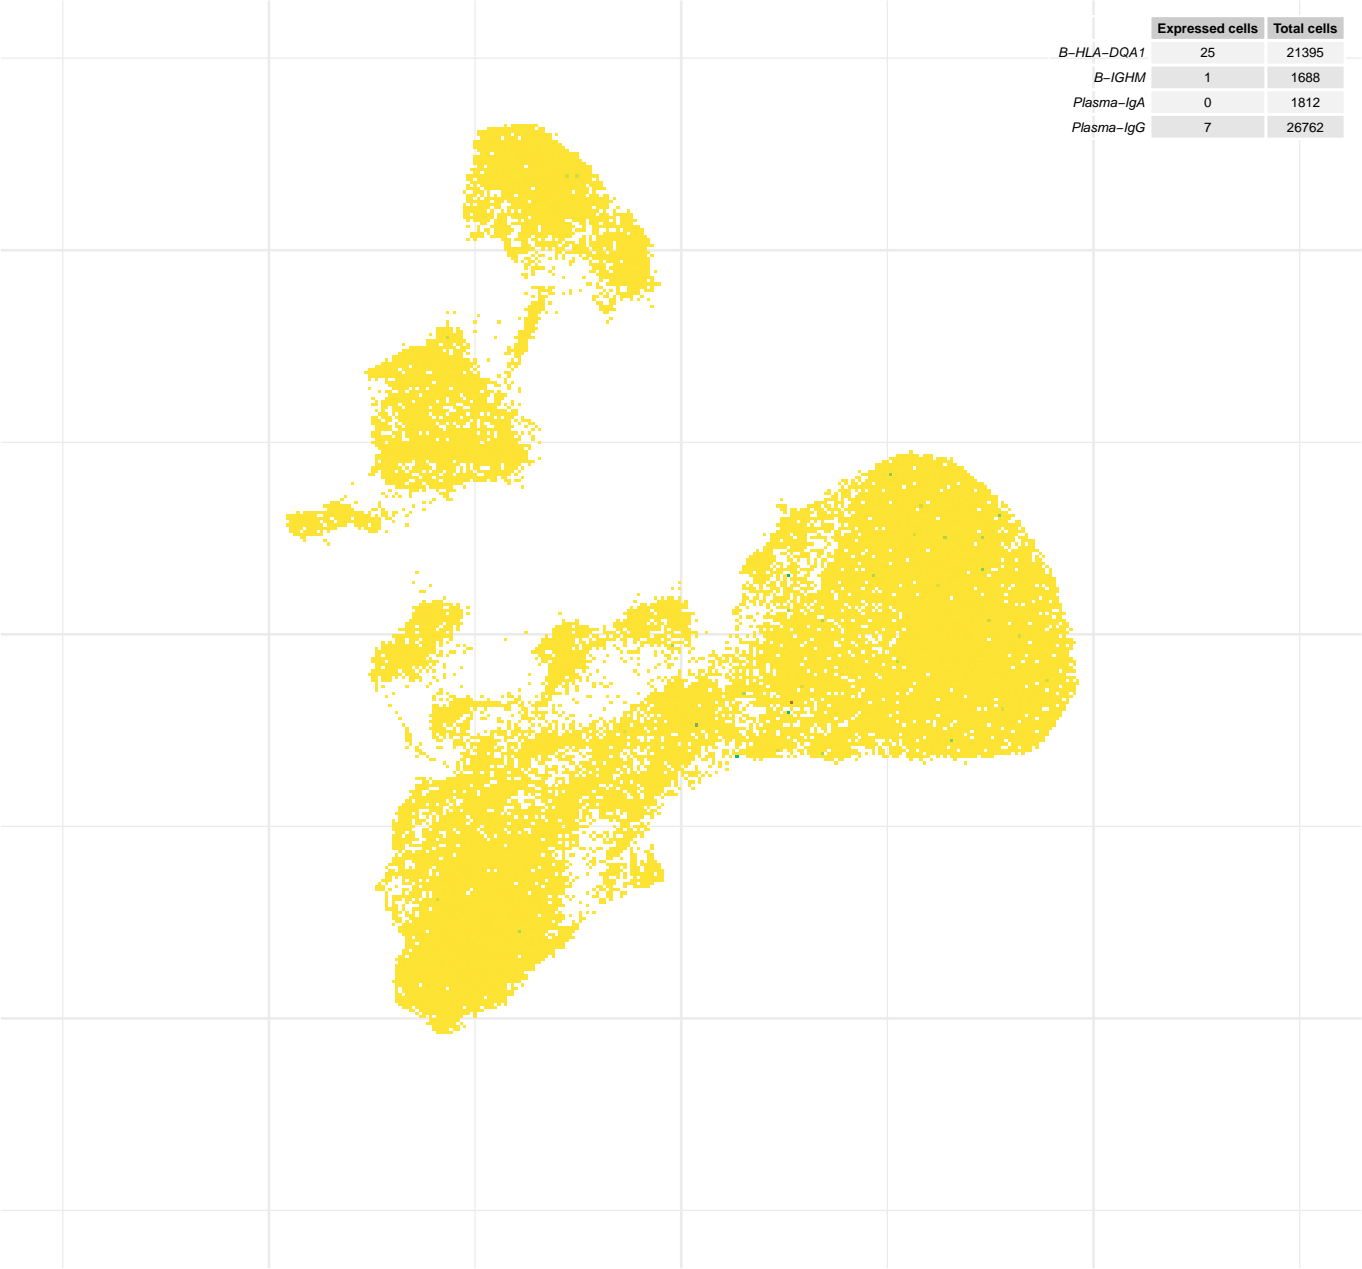 Expressed cells Total cells
B−HLA−DQA1 25 21395
B−IGHM 1 1688
Plasma−IgA 0 1812
Plasma−IgG 7 26762